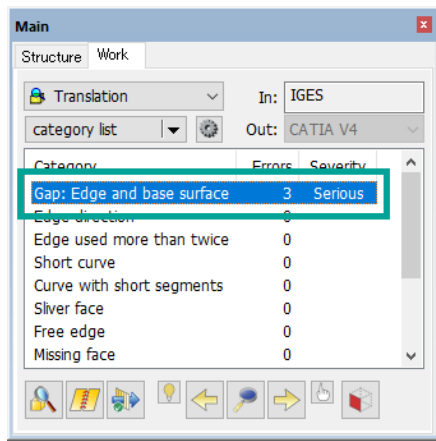 Main
Structure Work
Translation In: IGES
category list Out: CATIA V4
Category Errors Severity
Gap: Edge and base surface 3 Serious
Edge direction 0
Edge used more than twice 0
Short curve 0
Curve with short segments 0
Sliver face 0
Free edge 0
Missing face 0